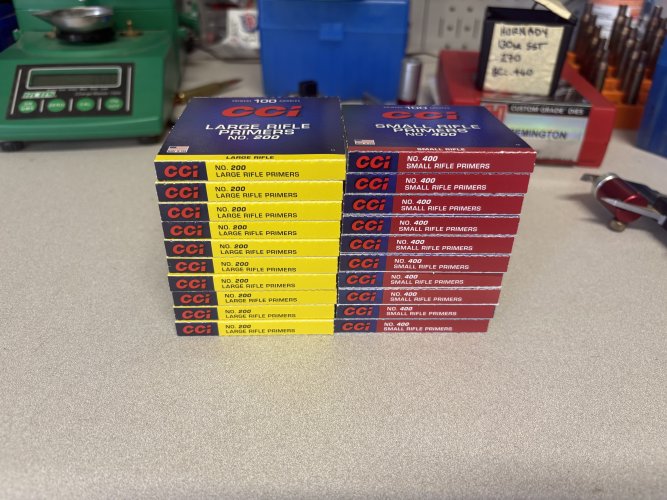 HORNADY
130gr SST
270
BCL .460
CUSTOM GRADE DIES
REMINGTON
100
CCI
LARGE RIFLE
PRIMERS
NO. 200
LARGE RIFLE
CCI NO. 200
LARGE RIFLE PRIMERS
CCI NO. 200
LARGE RIFLE PRIMERS
CCI NO. 200
LARGE RIFLE PRIMERS
CCI NO. 200
LARGE RIFLE PRIMERS
CCI NO. 200
LARGE RIFLE PRIMERS
CCI NO. 200
LARGE RIFLE PRIMERS
CCI NO. 200
LARGE RIFLE PRIMERS
CCI NO. 200
LARGE RIFLE PRIMERS
CCI NO. 200
LARGE RIFLE PRIMERS
CCI NO. 200
LARGE RIFLE PRIMERS
100
CCI
SMALL RIFLE
PRIMERS
NO. 400
SMALL RIFLE
CCI NO. 400
SMALL RIFLE PRIMERS
CCI NO. 400
SMALL RIFLE PRIMERS
CCI NO. 400
SMALL RIFLE PRIMERS
CCI NO. 400
SMALL RIFLE PRIMERS
CCI NO. 400
SMALL RIFLE PRIMERS
CCI NO. 400
SMALL RIFLE PRIMERS
CCI NO. 400
SMALL RIFLE PRIMERS
CCI NO. 400
SMALL RIFLE PRIMERS
CCI NO. 400
SMALL RIFLE PRIMERS
CCI NO. 400
SMALL RIFLE PRIMERS